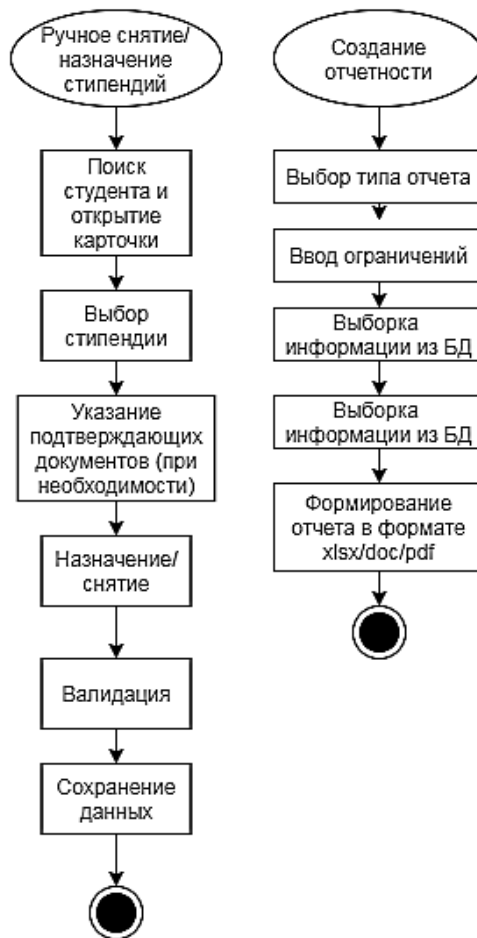 Ручное снятие/
назначение
стипендий
Поиск
студента и
открытие
карточки
Выбор
стипендии
Указание
подтверждающих
документов (при
необходимости)
Назначение/
снятие
Валидация
Сохранение
данных
Создание
отчетности
Выбор типа отчета
Ввод ограничений
Выборка
информации из БД
Выборка
информации из БД
Формирование
отчета в формате
xlsx/doc/pdf